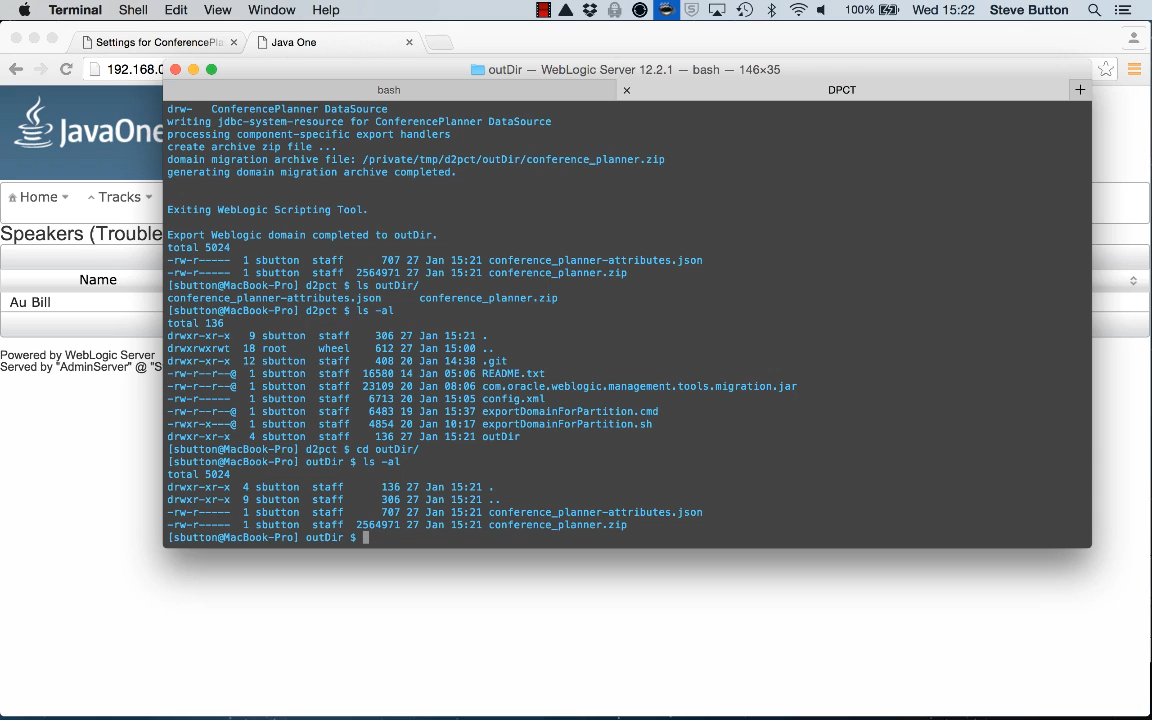 Terminal Shell Edit View Window Help 100% Wed 15:22 Steve Button
Settings for ConferencePla
Java One
192.168.0
outDir — WebLogic Server 12.2.1 — bash — 146×35
bash
DPCT
JavaOne
Home
Tracks
Speakers (Trouble
Name
Au Bill
Powered by WebLogic Server
Served by "AdminServer" @ "S
drw-   ConferencePlanner DataSource
writing jdbc-system-resource for ConferencePlanner DataSource
processing component-specific export handlers
create archive zip file ...
domain migration archive file: /private/tmp/d2pct/outDir/conference_planner.zip
generating domain migration archive completed.
Exiting WebLogic Scripting Tool.
Export Weblogic domain completed to outDir.
total 5024
-rw-r-----  1 sbutton  staff      707 27 Jan 15:21 conference_planner-attributes.json
-rw-r-----  1 sbutton  staff  2564971 27 Jan 15:21 conference_planner.zip
[sbutton@MacBook-Pro] d2pct $ ls outDir/
conference_planner-attributes.json      conference_planner.zip
[sbutton@MacBook-Pro] d2pct $ ls -al
total 136
drwxr-xr-x   9 sbutton  staff    306 27 Jan 15:21 .
drwxrwxrwt  18 root     wheel    612 27 Jan 15:00 ..
drwxr-xr-x  12 sbutton  staff    408 20 Jan 14:38 .git
-rw-r--r--@  1 sbutton  staff  16580 14 Jan 05:06 README.txt
-rw-r--r--@  1 sbutton  staff  23109 20 Jan 08:06 com.oracle.weblogic.management.tools.migration.jar
-rw-r--r--   1 sbutton  staff   6713 20 Jan 15:05 config.xml
-rw-r--r--@  1 sbutton  staff   6483 19 Jan 15:37 exportDomainForPartition.cmd
-rwxr-xr--@  1 sbutton  staff   4854 20 Jan 10:17 exportDomainForPartition.sh
drwxr-xr-x   4 sbutton  staff    136 27 Jan 15:21 outDir
[sbutton@MacBook-Pro] d2pct $ cd outDir/
[sbutton@MacBook-Pro] outDir $ ls -al
total 5024
drwxr-xr-x  4 sbutton  staff      136 27 Jan 15:21 .
drwxr-xr-x  9 sbutton  staff      306 27 Jan 15:21 ..
-rw-r-----  1 sbutton  staff      707 27 Jan 15:21 conference_planner-attributes.json
-rw-r-----  1 sbutton  staff  2564971 27 Jan 15:21 conference_planner.zip
[sbutton@MacBook-Pro] outDir $